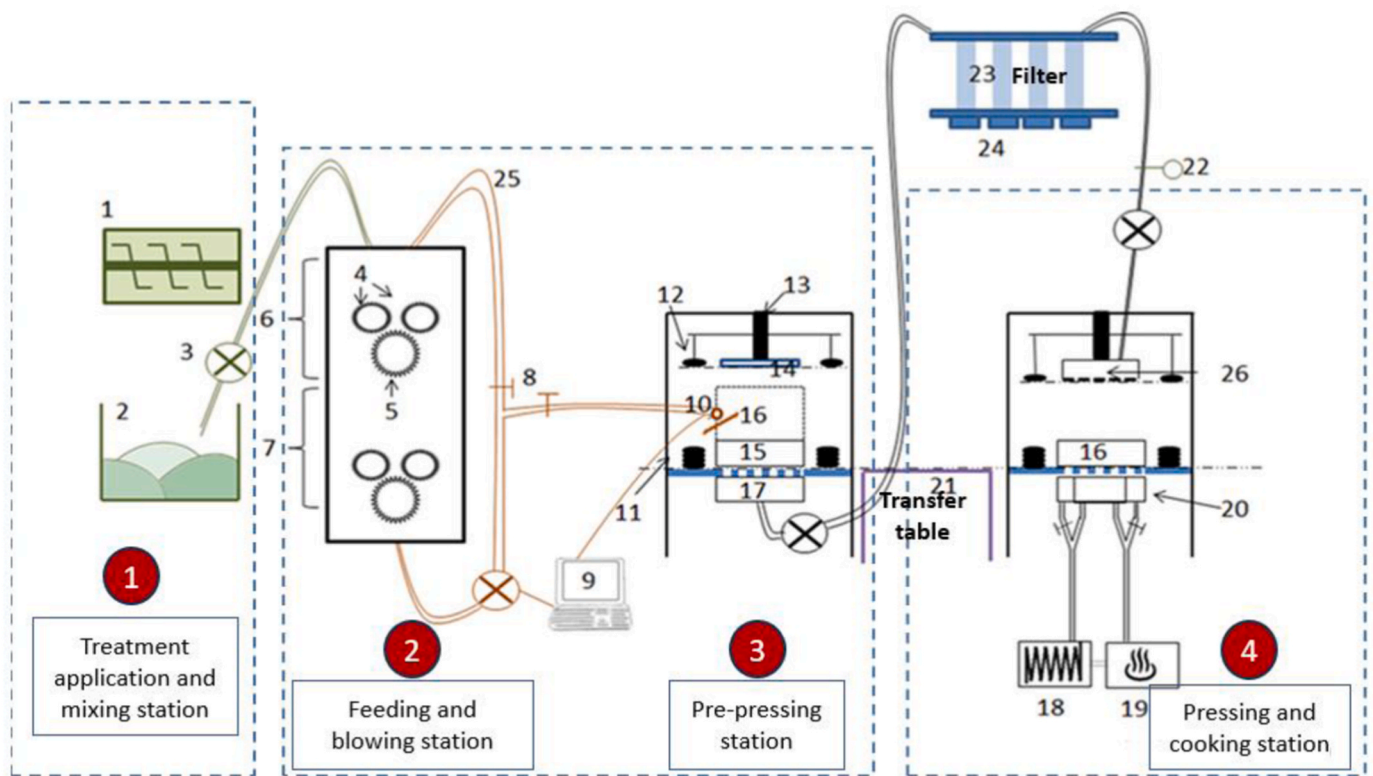 23 Filter
24
22
25
1
4
12
13
6
3
14
26
8
5
10
16
2
15
16
7
17
21
20
11
Transfer
table
9
1
2
3
4
18
19
Treatment
application and
mixing station
Feeding and
blowing station
Pre-pressing
station
Pressing and
cooking station